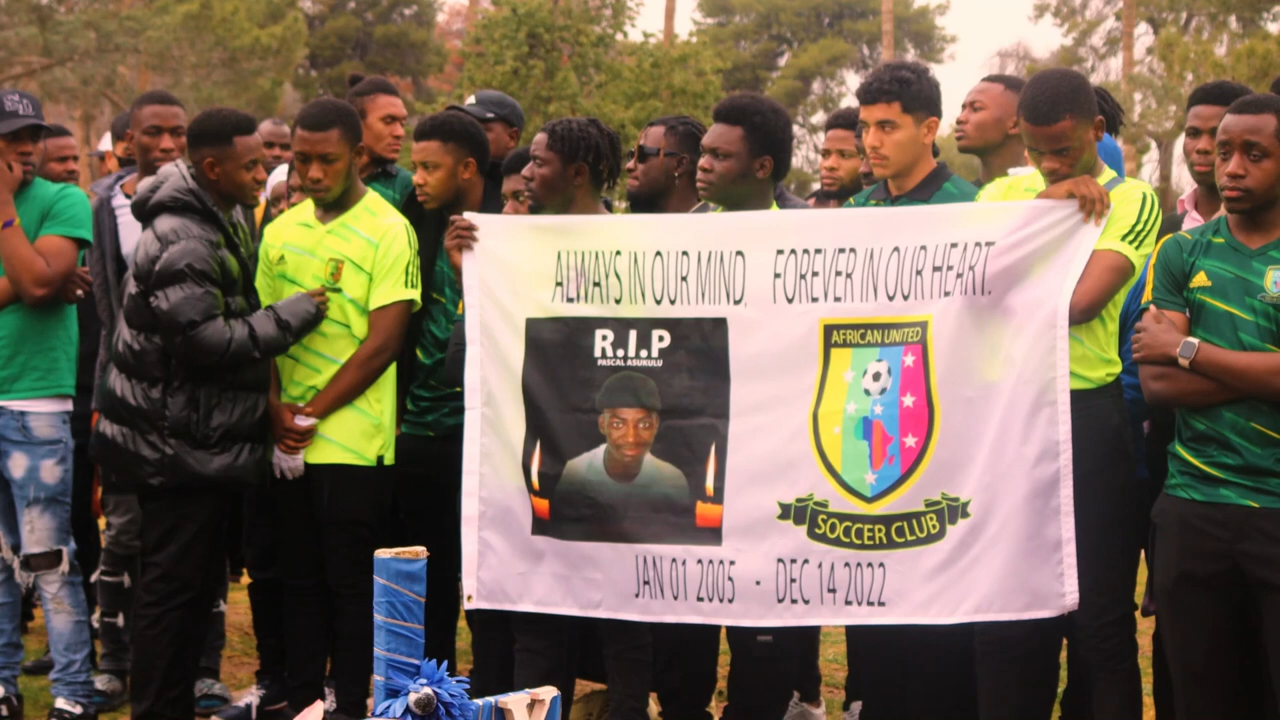 ALWAYS IN OUR MIND, FOREVER IN OUR HEART.
R.I.P
PASCAL ASUKULU
AFRICAN UNITED
SOCCER CLUB
JAN 01 2005 - DEC 14 2022